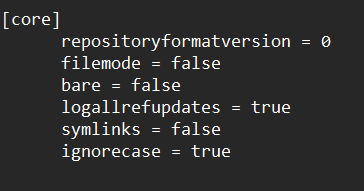 [core]
repositoryformatversion = 0
filemode = false
bare = false
logallrefupdates = true
symlinks = false
ignorecase = true